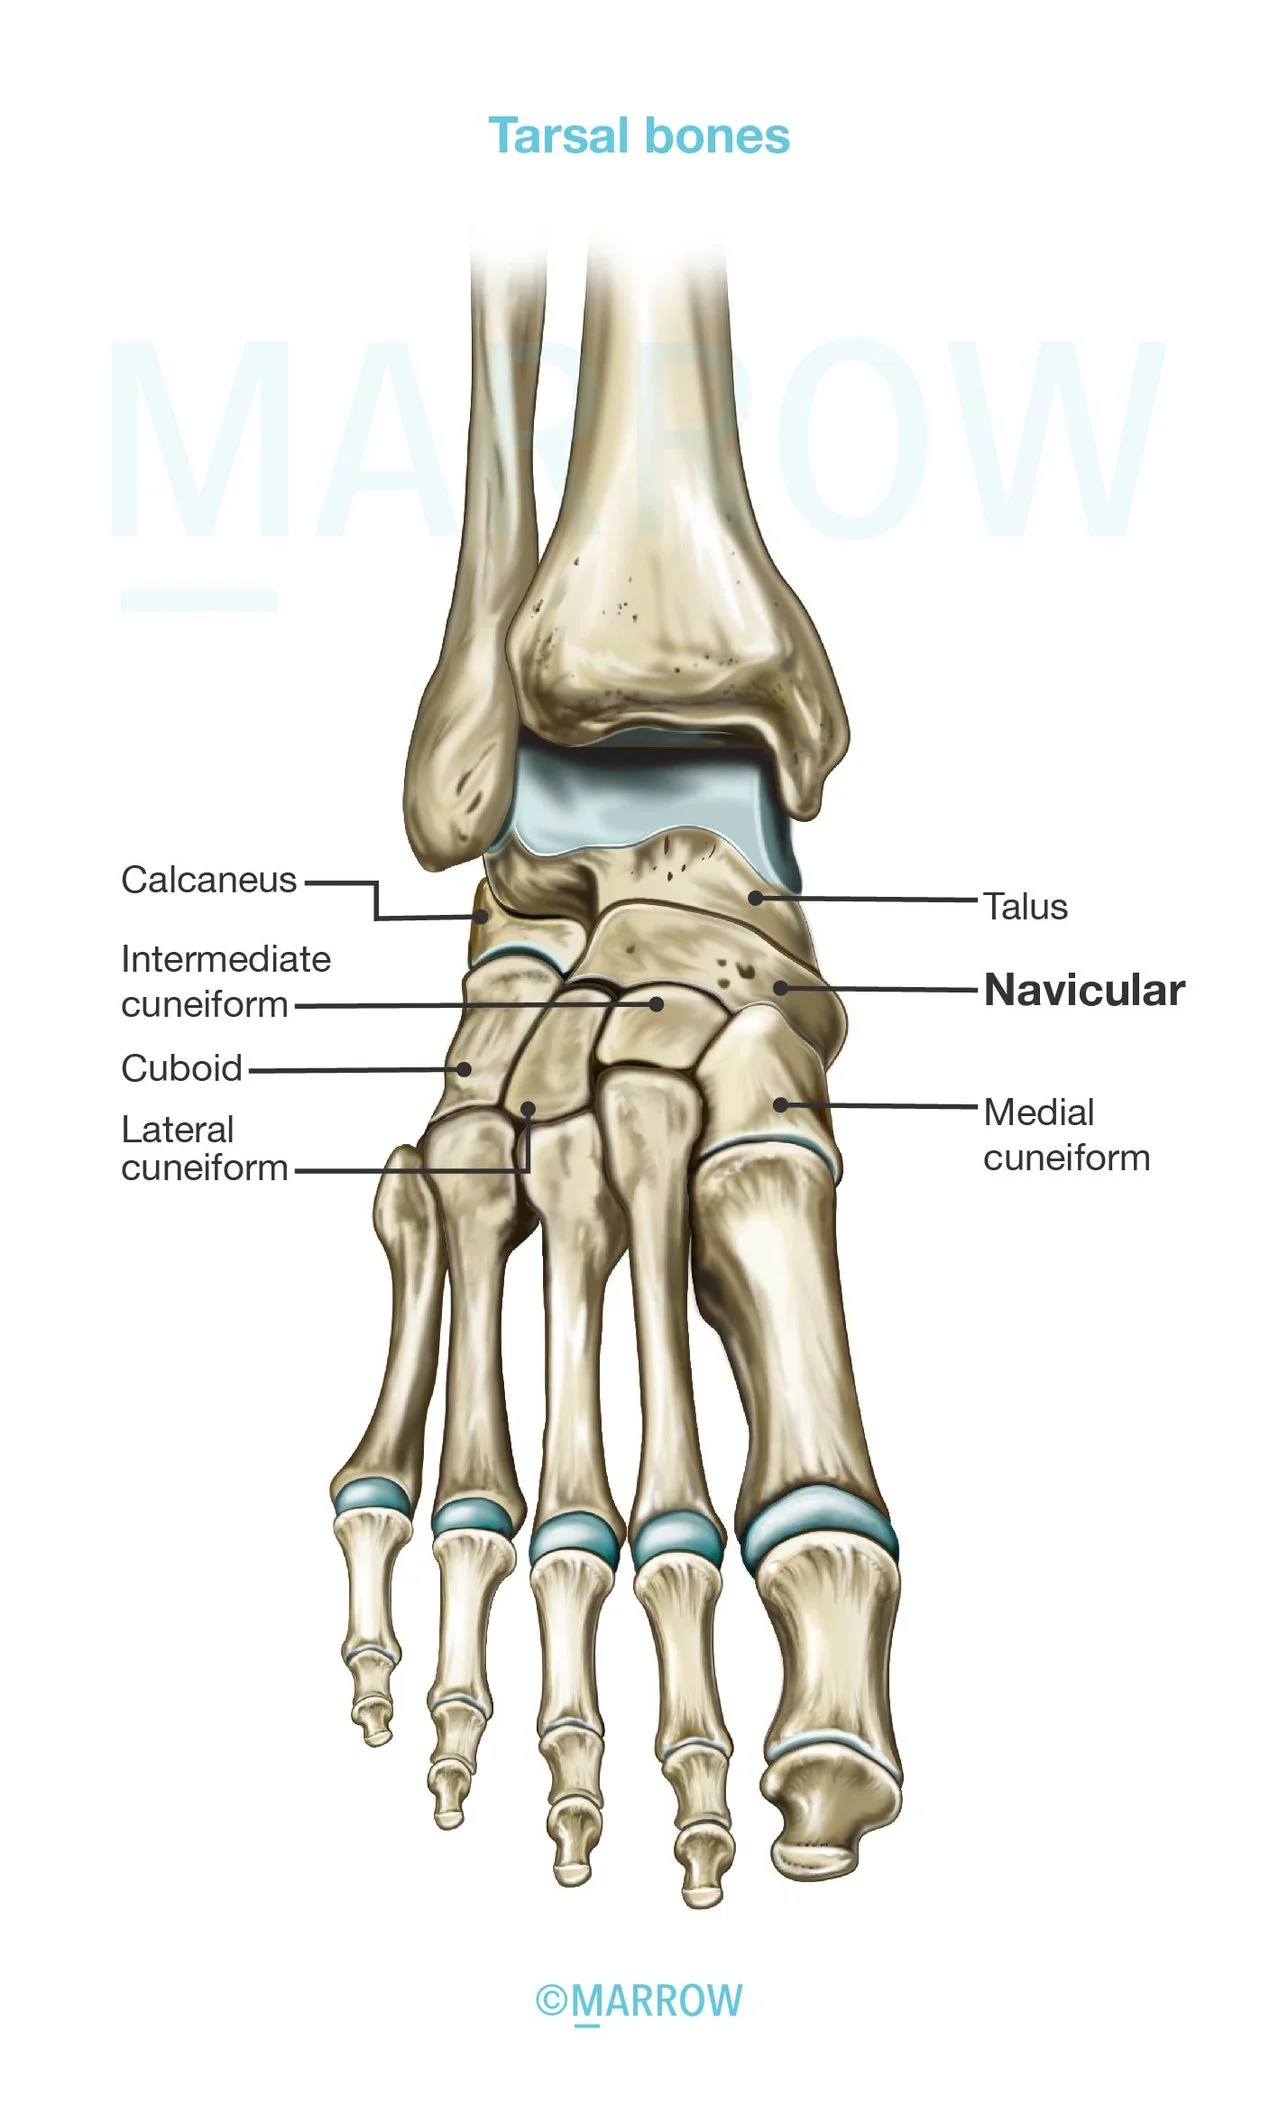 Tarsal bones
MARROW
Calcaneus
Talus
Intermediate
cuneiform
Navicular
Cuboid
Medial
cuneiform
Lateral
cuneiform
©MARROW